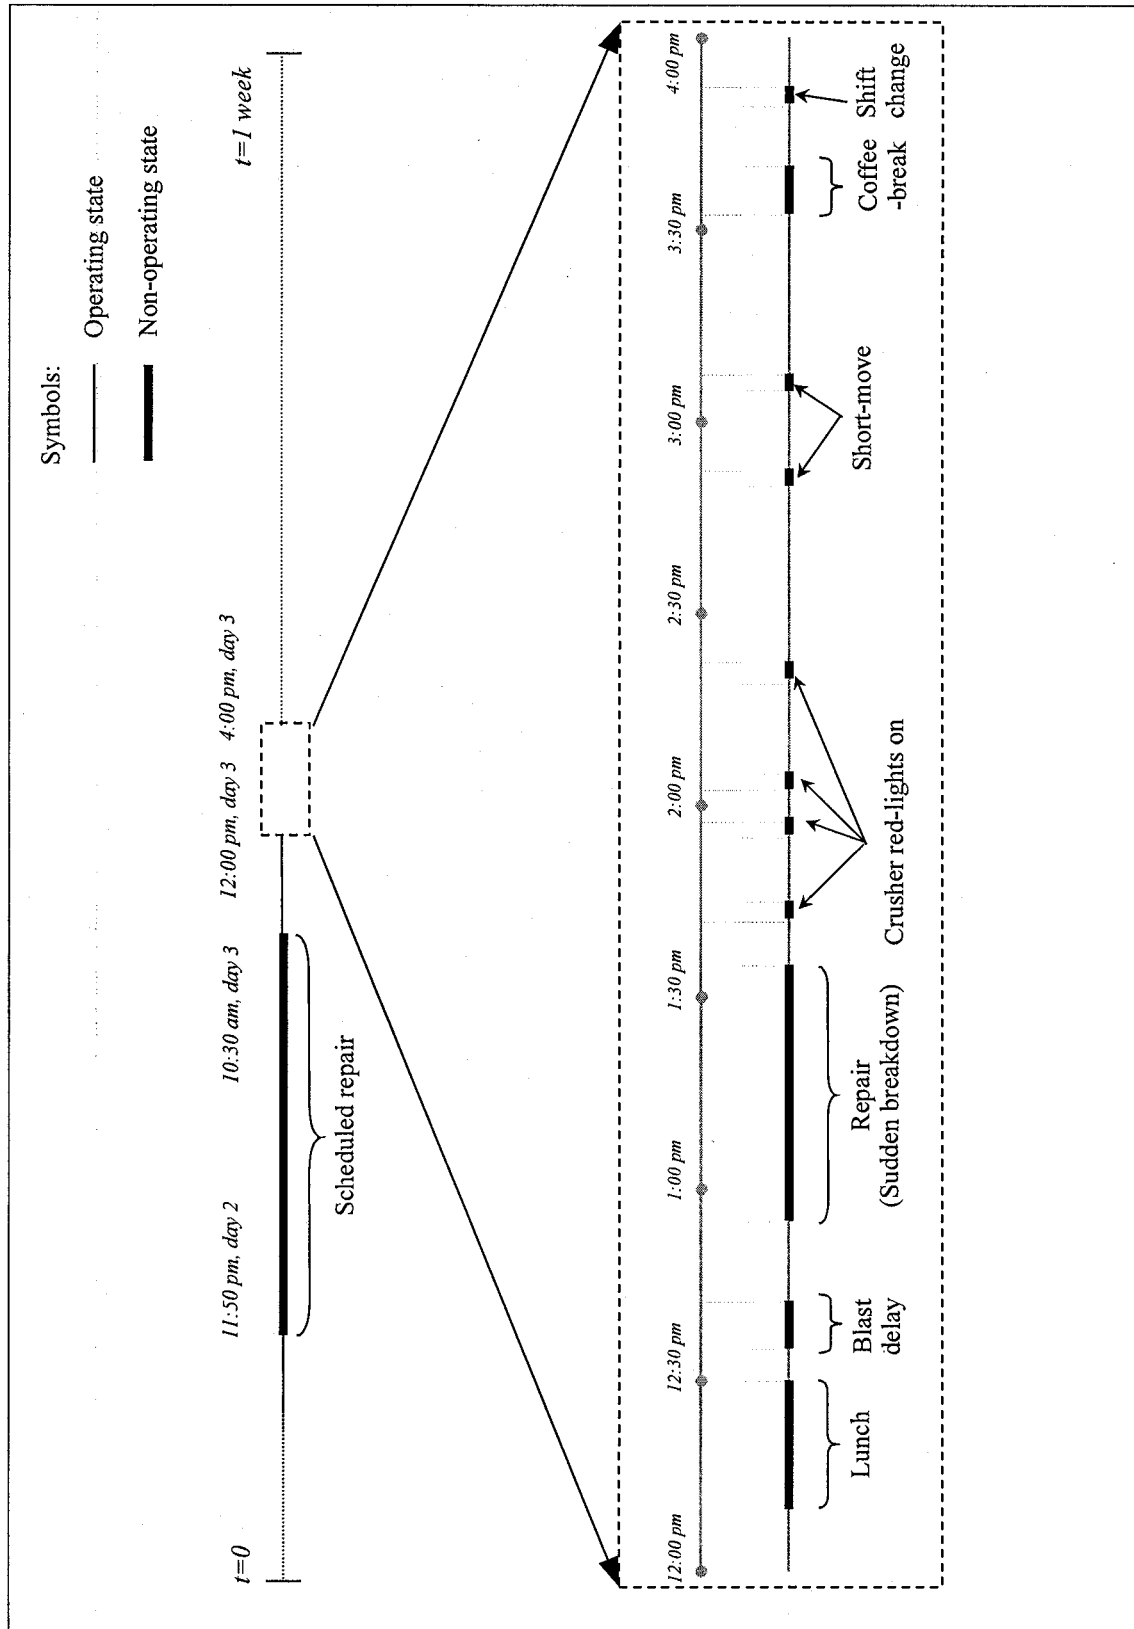 Symbols:
Operating state
Non-operating state
t=0
11:50 pm, day 2
10:30 am, day 3
12:00 pm, day 3
4:00 pm, day 3
t=1 week
Scheduled repair
12:00 pm
12:30 pm
1:00 pm
1:30 pm
2:00 pm
2:30 pm
3:00 pm
3:30 pm
4:00 pm
Lunch
Blast
delay
Repair
(Sudden breakdown)
Crusher red-lights on
Short-move
Coffee
-break
Shift
change